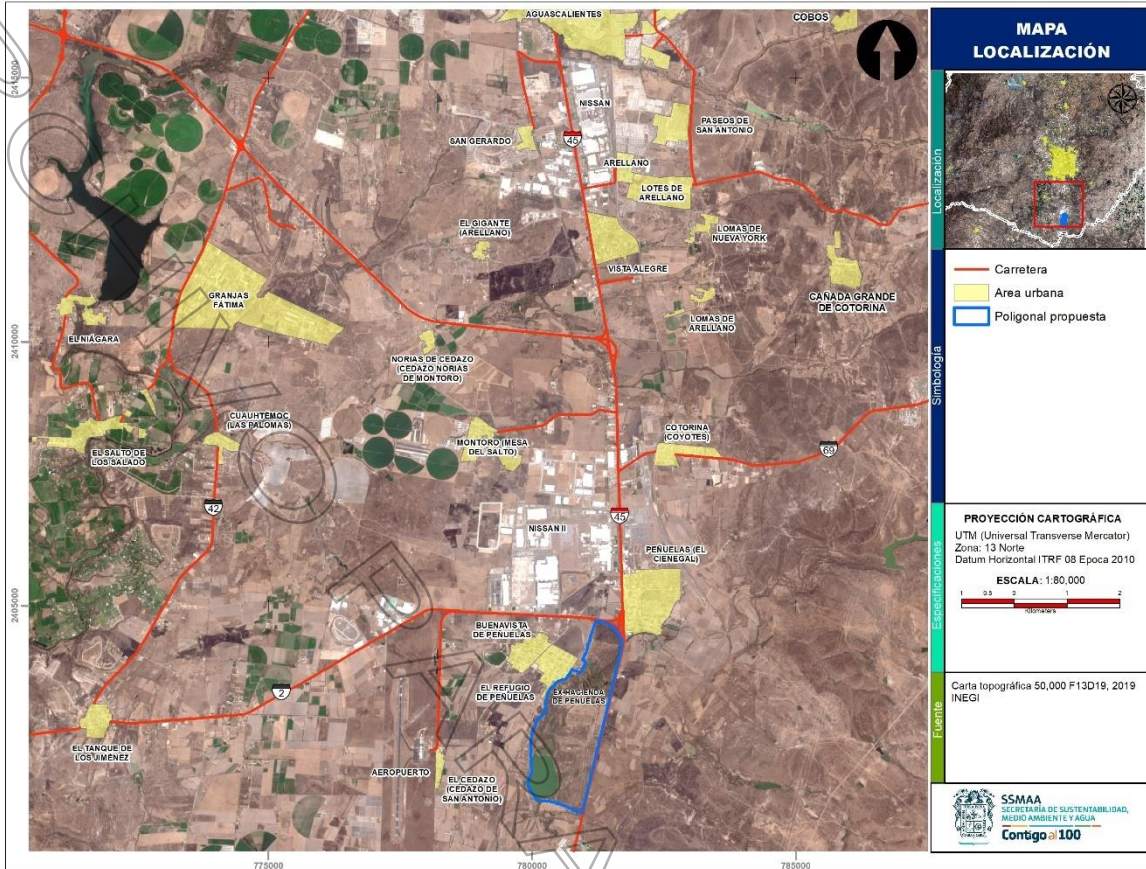 AGUASCALIENTES
COBOS
NISSAN
PASEOS DE
SAN ANTONIO
SAN GERARDO
45
ARELLANO
LOTES DE
ARELLANO
EL GIGANTE
(ARELLANO)
LOMAS DE
NUEVA YORK
VISTA ALEGRE
GRANJAS
FÁTIMA
CAÑADA GRANDE
DE COTORINA
LOMAS DE
ARELLANO
EL NIÁGARA
NORIAS DE CEDAZO
(CEDAZO NORIAS
DE MONTORO)
CUAUHTÉMOC
(LAS PALOMAS)
COTORINA
(COYOTES)
MONTORO (MESA
DEL SALTO)
EL SALTO DE
LOS SALADO
69
42
45
NISSAN II
PEÑUELAS (EL
CIENEGAL)
BUENAVISTA
DE PEÑUELAS
EL REFUGIO
DE PEÑUELAS
EX-HACIENDA
DE PEÑUELAS
2
EL TANQUE DE
LOS JIMÉNEZ
AEROPUERTO
EL CEDAZO
(CEDAZO DE
SAN ANTONIO)
2415000
2410000
2405000
775000
780000
785000
MAPA
LOCALIZACIÓN
Localización
Simbología
Carretera
Area urbana
Poligonal propuesta
Especificaciones
PROYECCIÓN CARTOGRÁFICA
UTM (Universal Transverse Mercator)
Zona: 13 Norte
Datum Horizontal ITRF 08 Epoca 2010
ESCALA: 1:80,000
1 0.5 0 1 2
Kilometers
Fuente
Carta topográfica 50,000 F13D19, 2019
INEGI
SSMAA
SECRETARÍA DE SUSTENTABILIDAD,
MEDIO AMBIENTE Y AGUA
Contigo al 100